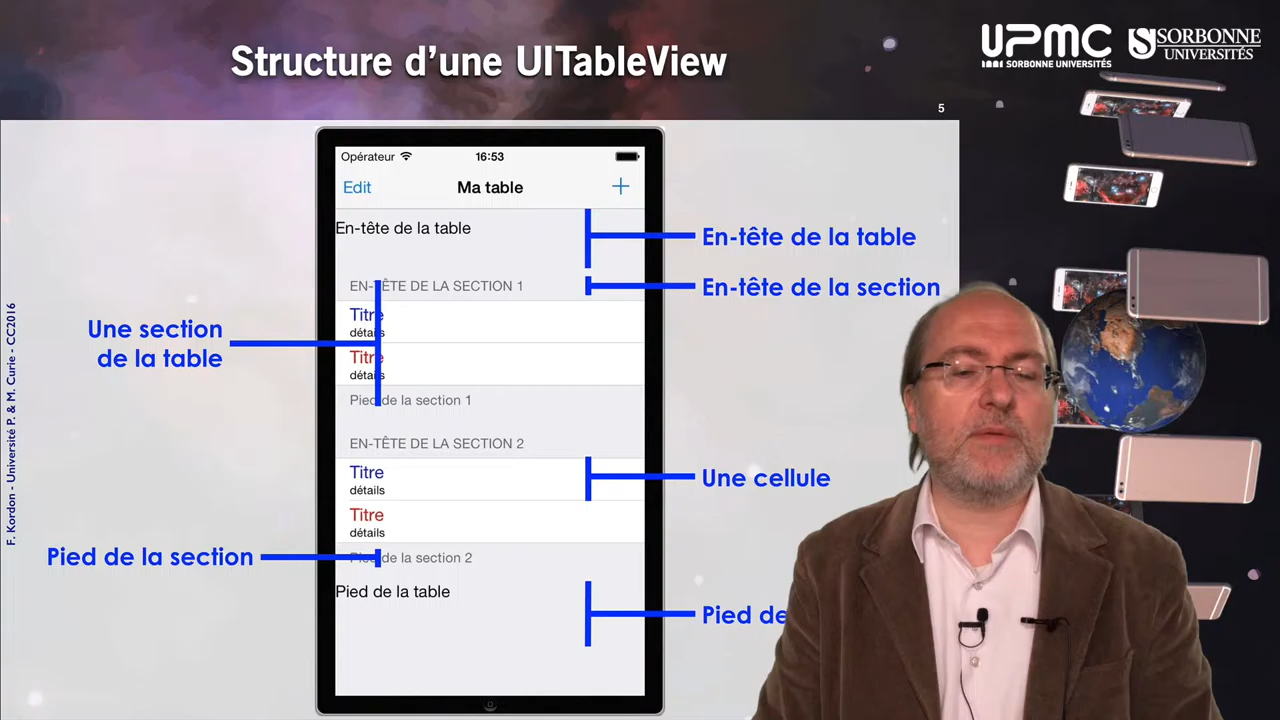 Structure d'une UITableView
UPMC
SORBONNE UNIVERSITÉS
SORBONNE
UNIVERSITÉS
5
Opérateur
16:53
Edit
Ma table
+
En-tête de la table
En-tête de la table
EN-TÊTE DE LA SECTION 1
En-tête de la section
Titre
détails
Une section
de la table
Titre
détails
Pied de la section 1
EN-TÊTE DE LA SECTION 2
Titre
détails
Une cellule
Titre
détails
Pied de la section
Pied de la section 2
Pied de la table
Pied de
F. Kordon - Université P. & M. Curie - CC2016